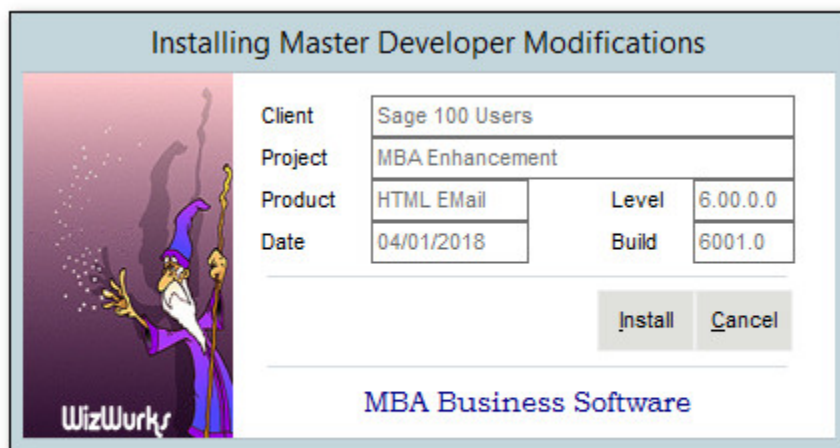 Installing Master Developer Modifications
Client Sage 100 Users
Project MBA Enhancement
Product HTML EMail Level 6.00.0.0
Date 04/01/2018 Build 6001.0
Install Cancel
MBA Business Software
WizWurks